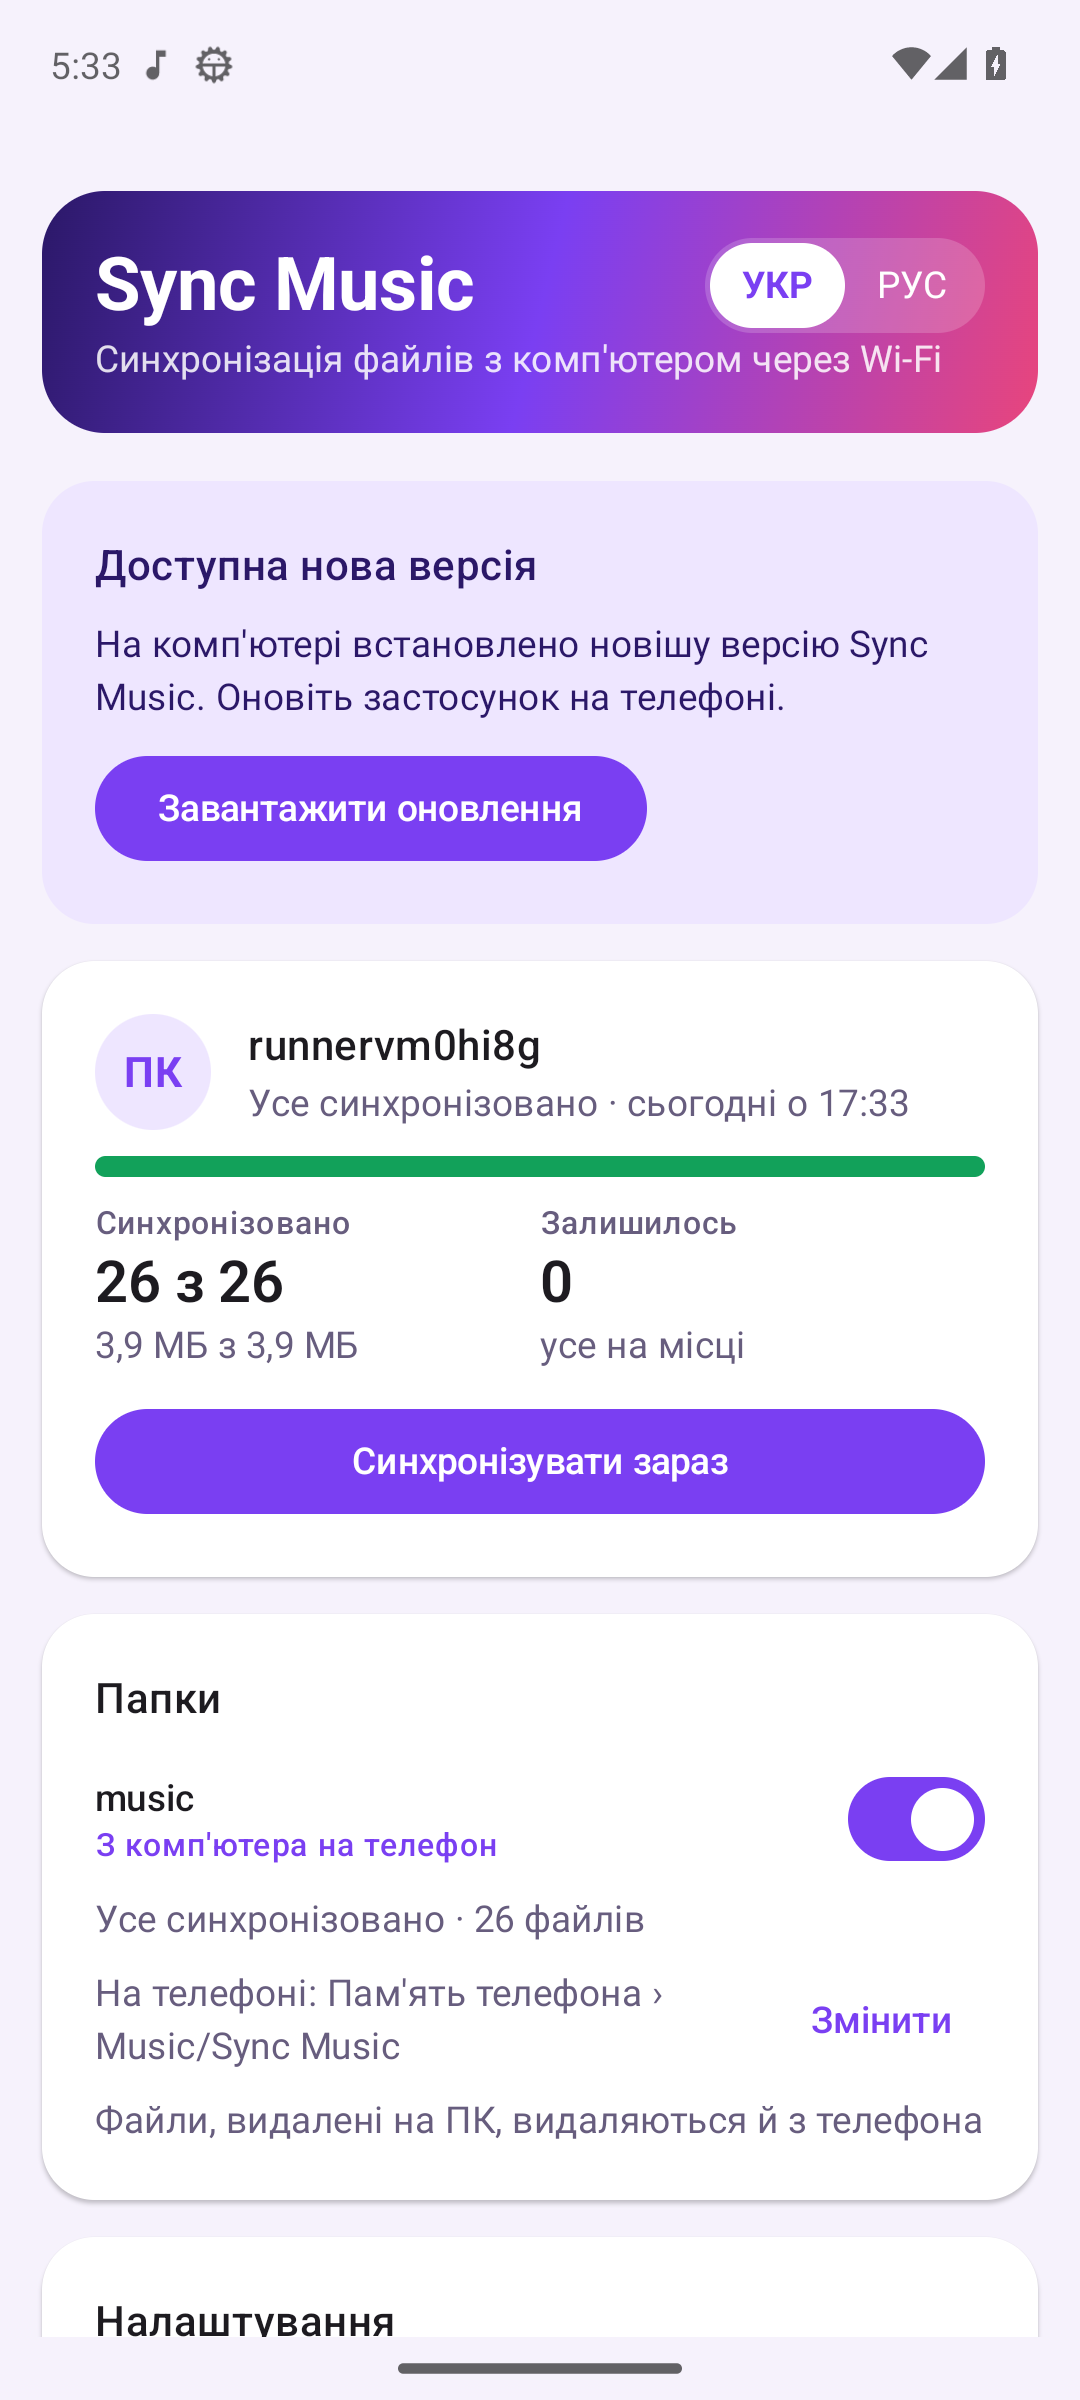 5:33
Sync Music
УКР
РУС
Синхронізація файлів з комп'ютером через Wi-Fi
Доступна нова версія
На комп'ютері встановлено новішу версію Sync
Music. Оновіть застосунок на телефоні.
Завантажити оновлення
ПК
runnervm0hi8g
Усе синхронізовано · сьогодні о 17:33
Синхронізовано
Залишилось
26 з 26
0
3,9 МБ з 3,9 МБ
усе на місці
Синхронізувати зараз
Папки
music
З комп'ютера на телефон
Усе синхронізовано · 26 файлів
На телефоні: Пам'ять телефона ›
Music/Sync Music
Змінити
Файли, видалені на ПК, видаляються й з телефона
Налаштування